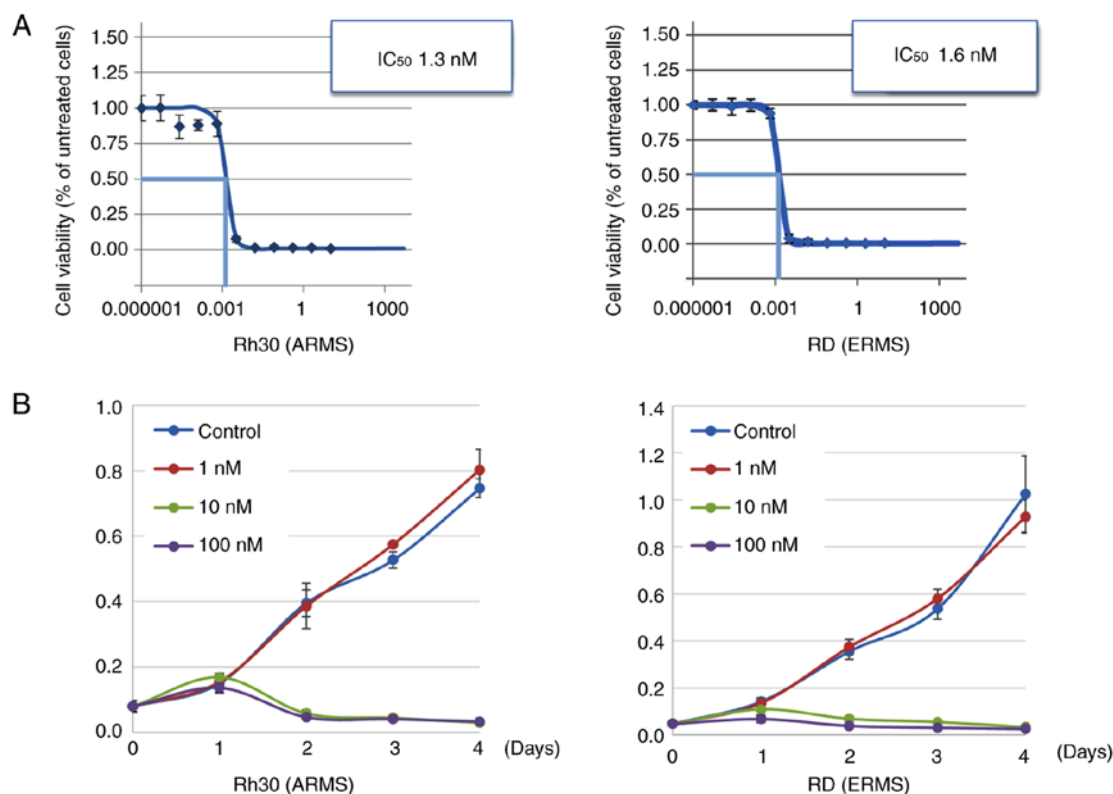 A
Cell viability (% of untreated cells)
1.50
1.25
1.00
0.75
0.50
0.25
0.00
IC₅₀ 1.3 nM
0.000001 0.001 1 1000
Rh30 (ARMS)
Cell viability (% of untreated cells)
1.50
1.25
1.00
0.75
0.50
0.25
0.00
IC₅₀ 1.6 nM
0.000001 0.001 1 1000
RD (ERMS)
B
1.0
0.8
0.6
0.4
0.2
0.0
Control
1 nM
10 nM
100 nM
0 1 2 3 4 (Days)
Rh30 (ARMS)
1.4
1.2
1.0
0.8
0.6
0.4
0.2
0.0
Control
1 nM
10 nM
100 nM
0 1 2 3 4 (Days)
RD (ERMS)